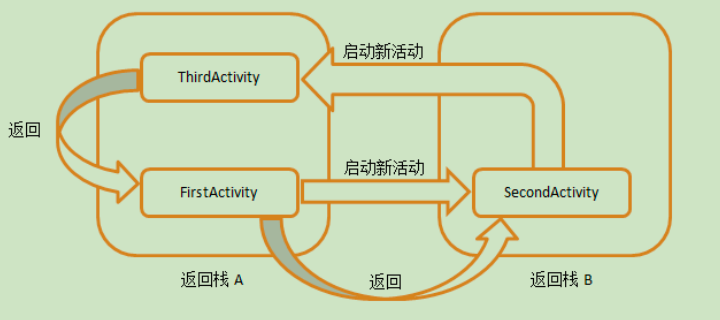 启动新活动
ThirdActivity
返回
启动新活动
FirstActivity
SecondActivity
返回栈 A
返回
返回栈 B